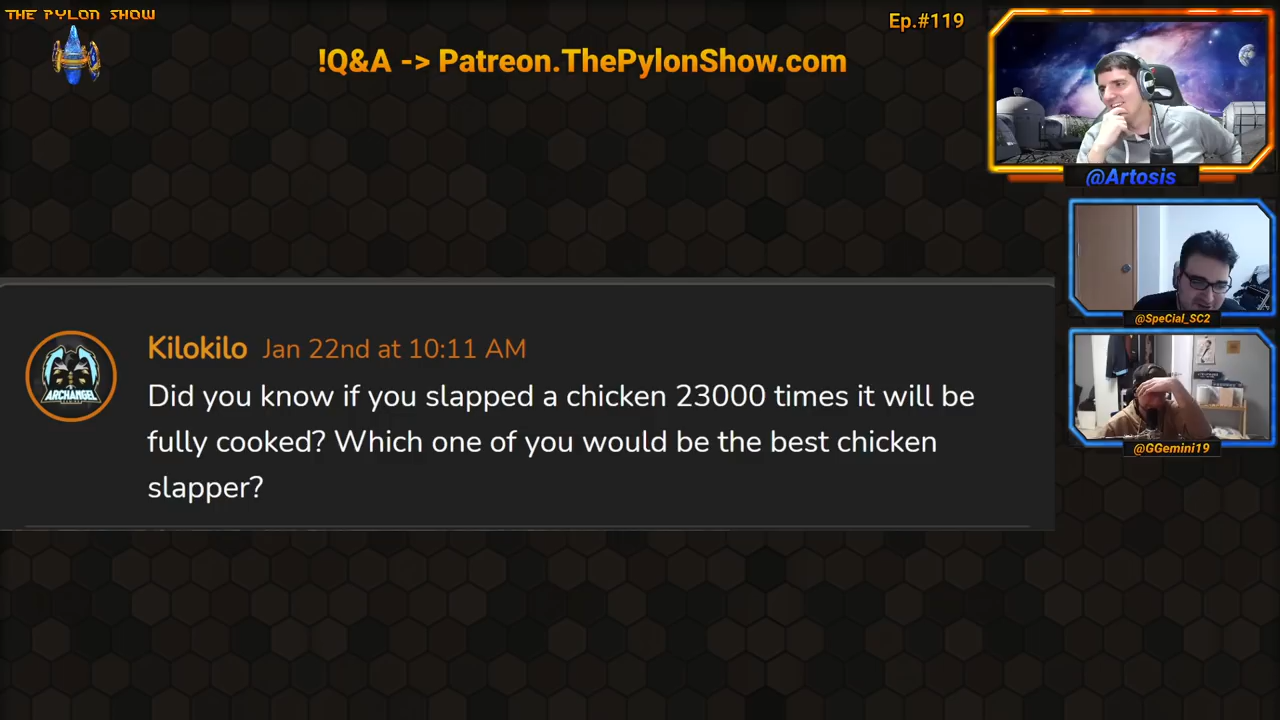 THE PYLON SHOW
Ep.#119
!Q&A -> Patreon.ThePylonShow.com
@Artosis
@SpeCial_SC2
@GGemini19
ARCHANGEL
Kilokilo Jan 22nd at 10:11 AM
Did you know if you slapped a chicken 23000 times it will be
fully cooked? Which one of you would be the best chicken
slapper?